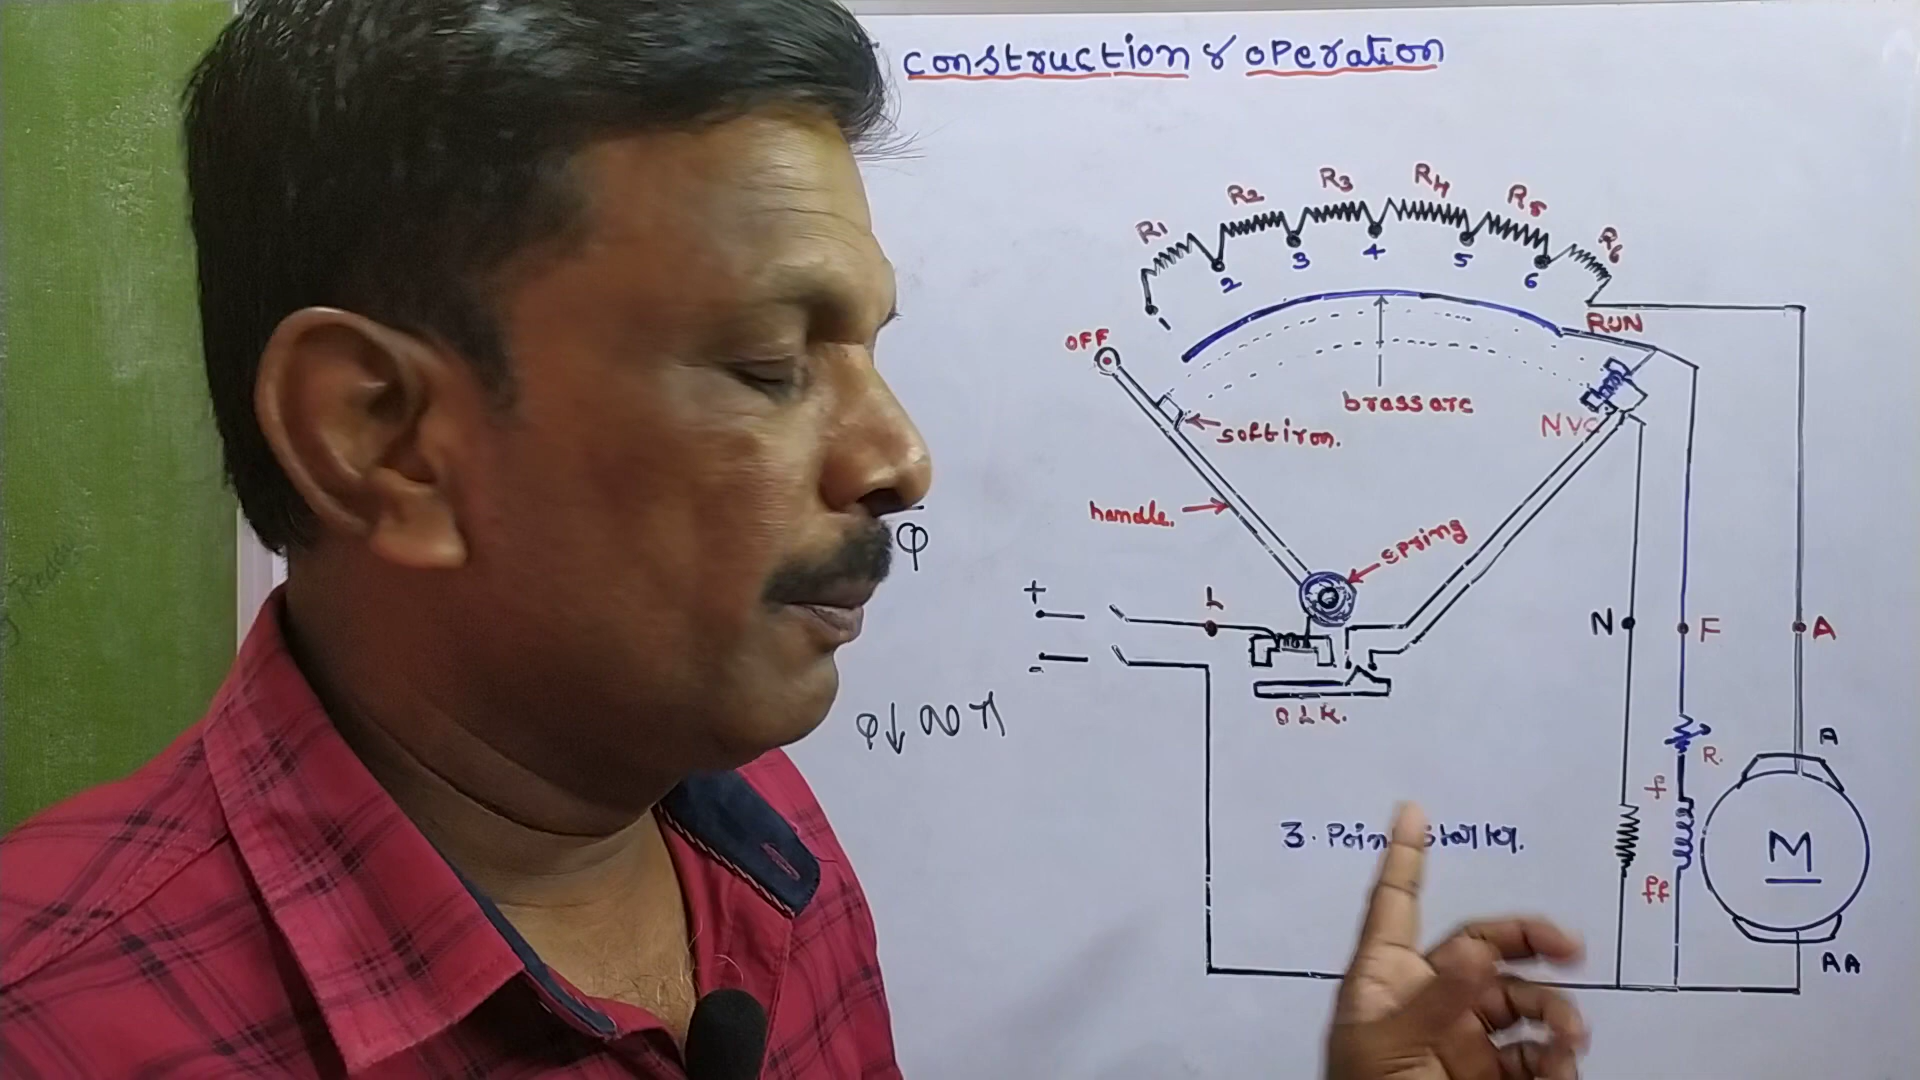 construction & operation
R1
R2
R3
R4
R5
R6
2
3
4
5
6
RUN
OFF
brass arc
soft iron.
NVC
handle.
spring
φ
+
L
N
F
A
-
OLR.
φ↓
A
R.
f
3. Point starter.
M
ff
AA